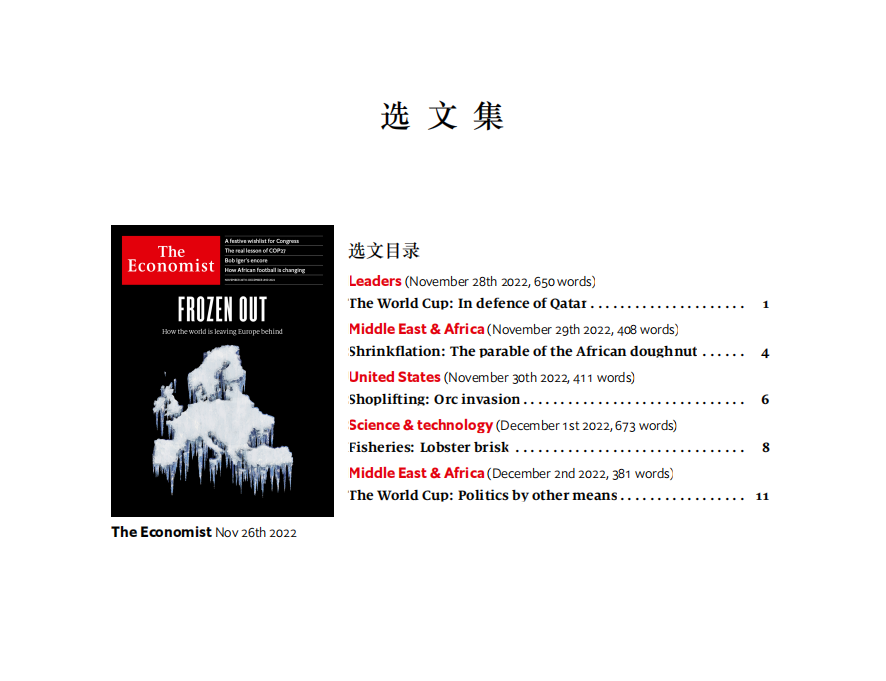 选文集
The
Economist
A festive wishlist for Congress
The real lesson of COP27
Bob Iger's encore
How African football is changing
FROZEN OUT
How the world is leaving Europe behind
The Economist Nov 26th 2022
选文目录
Leaders (November 28th 2022, 650 words)
The World Cup: In defence of Qatar . . . . . . . . . . . . . . . . . . . . . 1
Middle East & Africa (November 29th 2022, 408 words)
Shrinkflation: The parable of the African doughnut . . . . . . 4
United States (November 30th 2022, 411 words)
Shoplifting: Orc invasion . . . . . . . . . . . . . . . . . . . . . . . . . . . . . 6
Science & technology (December 1st 2022, 673 words)
Fisheries: Lobster brisk . . . . . . . . . . . . . . . . . . . . . . . . . . . . . . 8
Middle East & Africa (December 2nd 2022, 381 words)
The World Cup: Politics by other means . . . . . . . . . . . . . . . . . 11